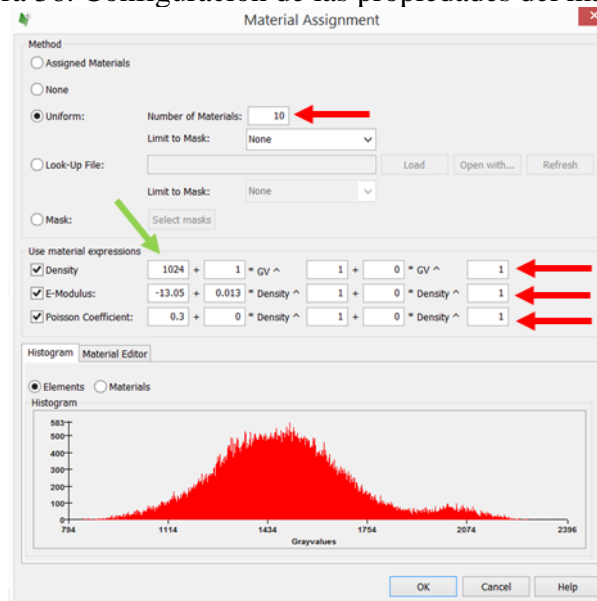 Configuración de las propiedades del
Material Assignment
Method
Assigned Materials
None
Uniform: Number of Materials: 10
Limit to Mask: None
Look-Up File: Load Open with... Refresh
Limit to Mask: None
Mask: Select masks
Use material expressions
Density 1024 + 1 * GV ^ 1 + 0 * GV ^ 1
E-Modulus: -13.05 + 0.013 * Density ^ 1 + 0 * Density ^ 1
Poisson Coefficient: 0.3 + 0 * Density ^ 1 + 0 * Density ^ 1
Histogram Material Editor
Elements Materials
Histogram
583
500
400
300
200
100
0
794 1114 1434 1754 2074 2396
Grayvalues
OK Cancel Help